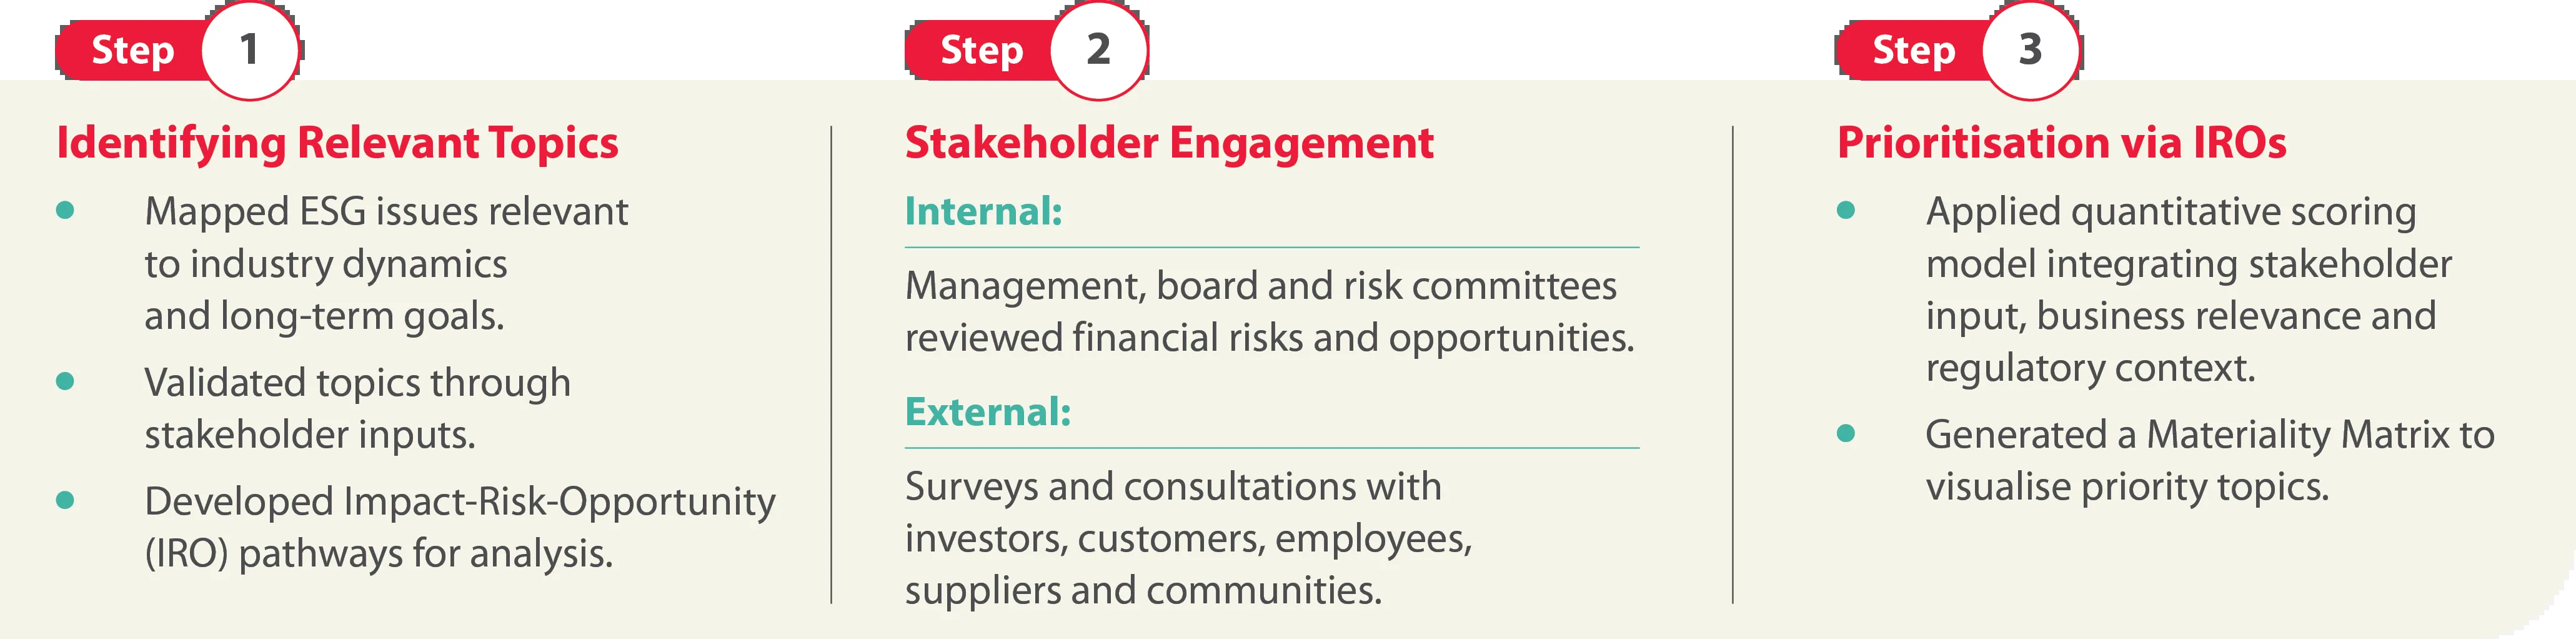 Step 1
Identifying Relevant Topics
Mapped ESG issues relevant
to industry dynamics
and long-term goals.
Validated topics through
stakeholder inputs.
Developed Impact-Risk-Opportunity
(IRO) pathways for analysis.
Step 2
Stakeholder Engagement
Internal:
Management, board and risk committees
reviewed financial risks and opportunities.
External:
Surveys and consultations with
investors, customers, employees,
suppliers and communities.
Step 3
Prioritisation via IROs
Applied quantitative scoring
model integrating stakeholder
input, business relevance and
regulatory context.
Generated a Materiality Matrix to
visualise priority topics.